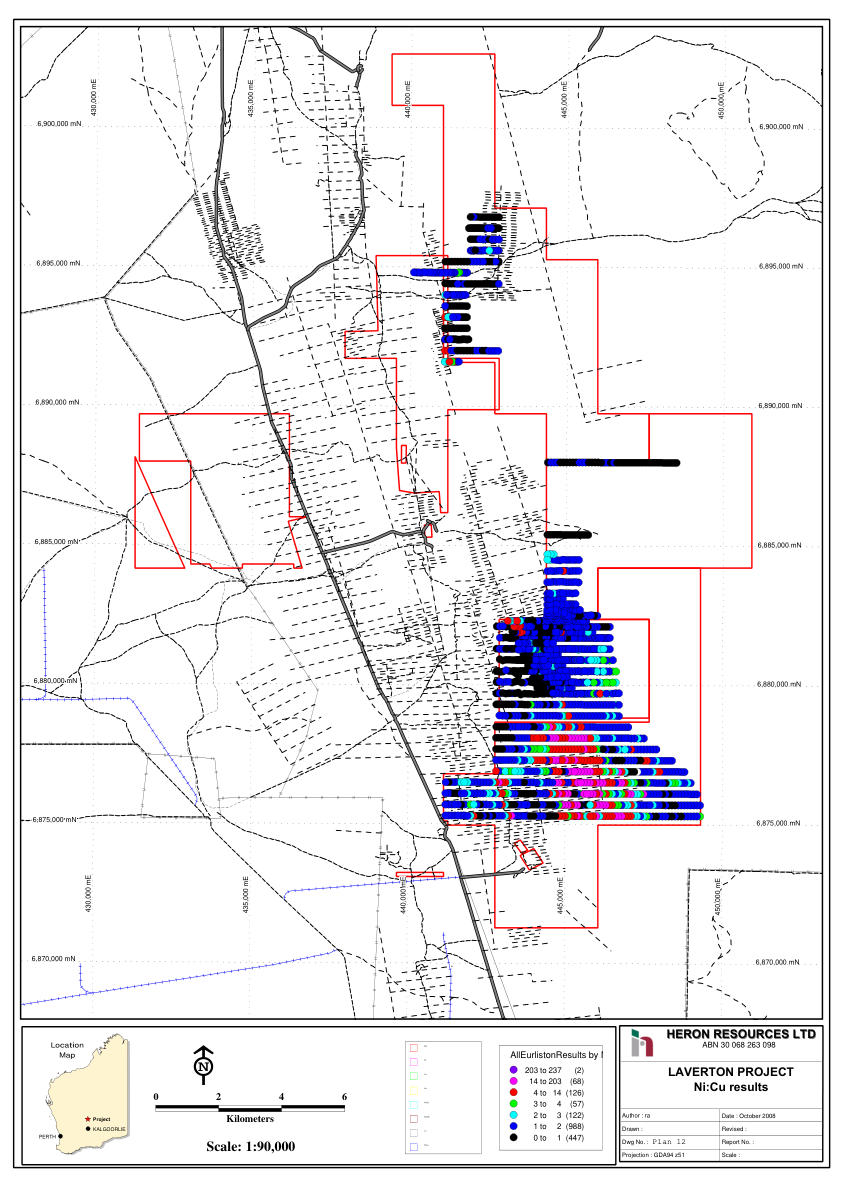 430,000 mE
435,000 mE
440,000 mE
445,000 mE
450,000 mE
6,900,000 mN
6,900,000 mN
6,895,000 mN
6,895,000 mN
6,890,000 mN
6,890,000 mN
6,885,000 mN
6,885,000 mN
6,880,000 mN
6,880,000 mN
6,875,000 mN
6,875,000 mN
430,000 mE
435,000 mE
440,000 mE
445,000 mE
450,000 mE
6,870,000 mN
6,870,000 mN
Location
Map
Project
KALGOORLIE
PERTH
N
0 2 4 6
Kilometers
Scale: 1:90,000
AllEurlistonResults by
203 to 237 (2)
14 to 203 (68)
4 to 14 (126)
3 to 4 (57)
2 to 3 (122)
1 to 2 (988)
0 to 1 (447)
HERON RESOURCES LTD
ABN 30 068 263 098
LAVERTON PROJECT
Ni:Cu results
Author : ra
Date : October 2008
Drawn :
Revised :
Dwg No. : Plan 12
Report No. :
Projection : GDA94 z51
Scale :